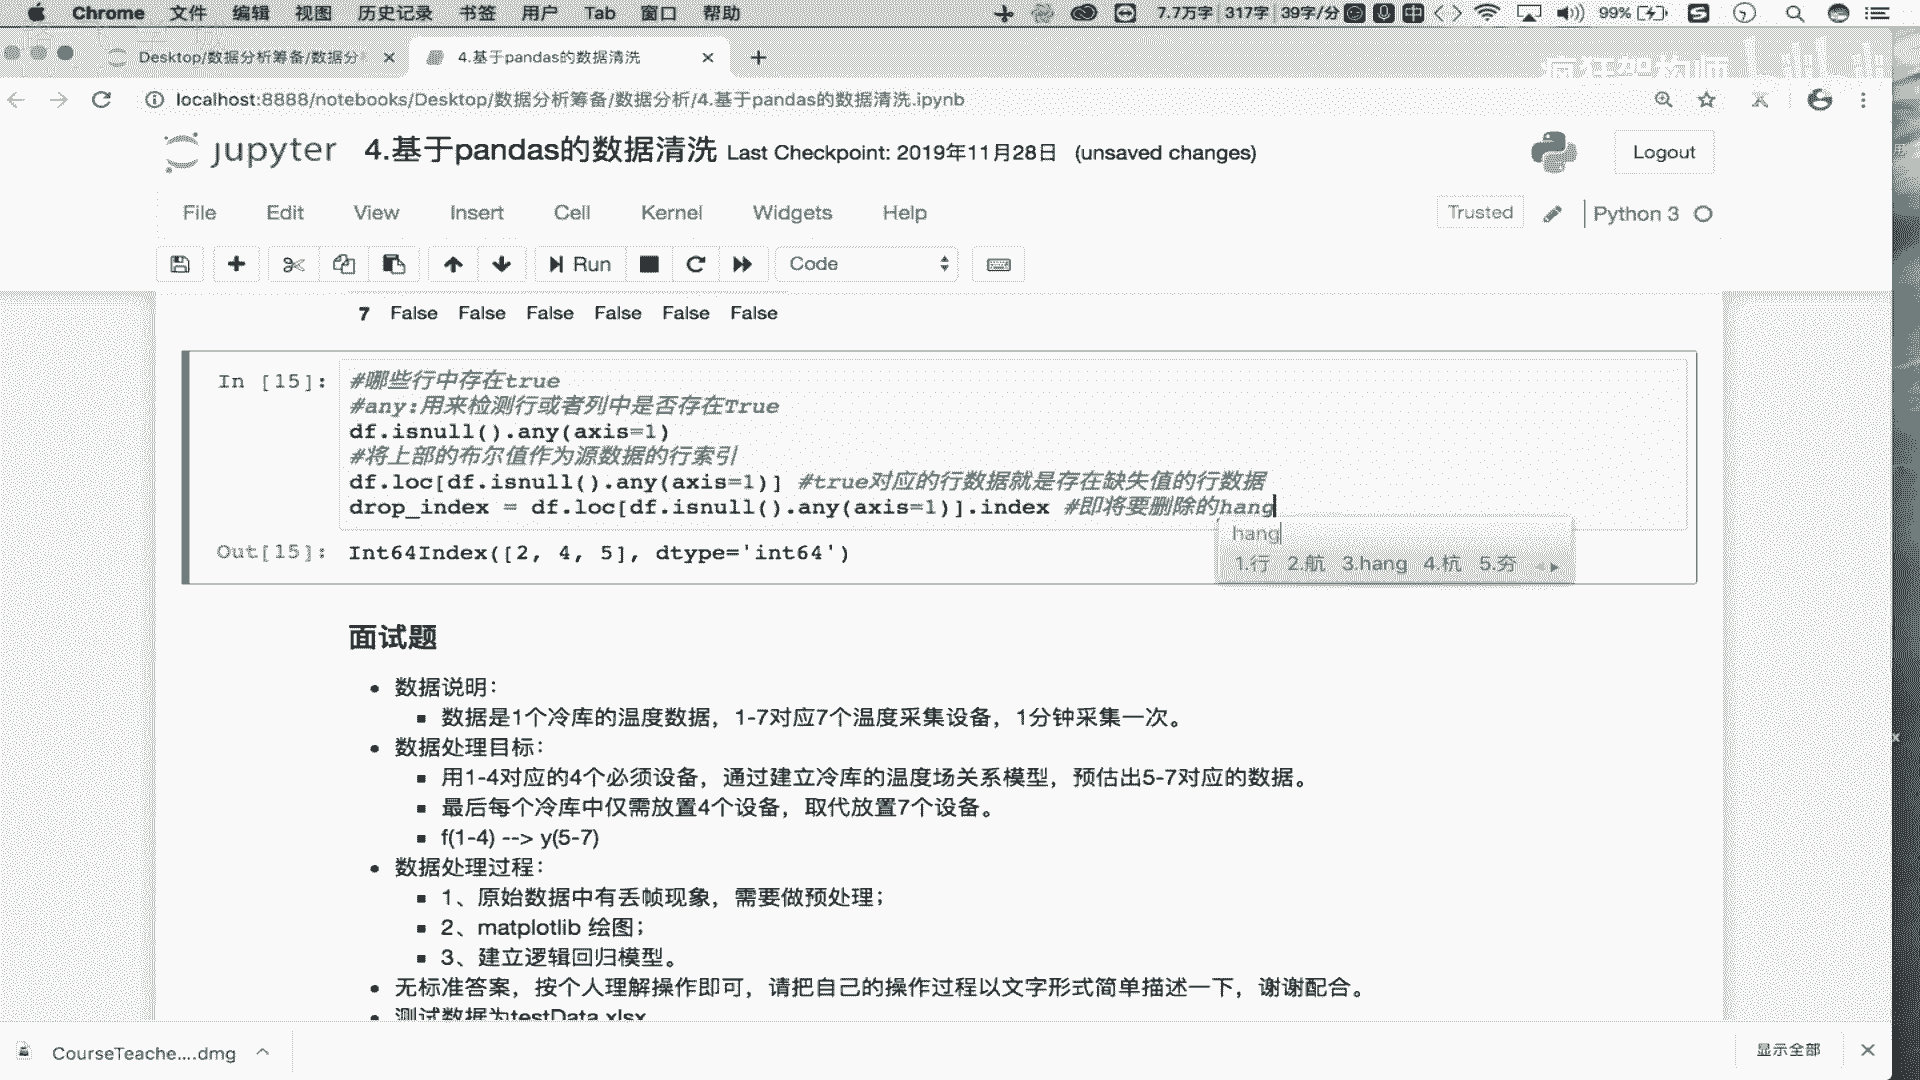 Chrome 文件 编辑 视图 历史记录 书签 用户 Tab 窗口 帮助 7.7万字 317字 39字/分 中 99%
Desktop/数据分析筹备/数据分 4.基于pandas的数据清洗
疯狂架构师 bilibili
localhost:8888/notebooks/Desktop/数据分析筹备/数据分析/4.基于pandas的数据清洗.ipynb
jupyter 4.基于pandas的数据清洗 Last Checkpoint: 2019年11月28日 (unsaved changes) Logout
File Edit View Insert Cell Kernel Widgets Help Trusted Python 3
Run Code
7 False False False False False False
In [15]: #哪些行中存在true
#any:用来检测行或者列中是否存在True
df.isnull().any(axis=1)
#将上部的布尔值作为源数据的行索引
df.loc[df.isnull().any(axis=1)] #true对应的行数据就是存在缺失值的行数据
drop_index = df.loc[df.isnull().any(axis=1)].index #即将要删除的hang
hang
1.行 2.航 3.hang 4.杭 5.夯
Out[15]: Int64Index([2, 4, 5], dtype='int64')
面试题
数据说明：
数据是1个冷库的温度数据，1-7对应7个温度采集设备，1分钟采集一次。
数据处理目标：
用1-4对应的4个必须设备，通过建立冷库的温度场关系模型，预估出5-7对应的数据。
最后每个冷库中仅需放置4个设备，取代放置7个设备。
f(1-4) --> y(5-7)
数据处理过程：
1、原始数据中有丢帧现象，需要做预处理；
2、matplotlib 绘图；
3、建立逻辑回归模型。
无标准答案，按个人理解操作即可，请把自己的操作过程以文字形式简单描述一下，谢谢配合。
测试数据为testData.xlsx
CourseTeache....dmg 显示全部